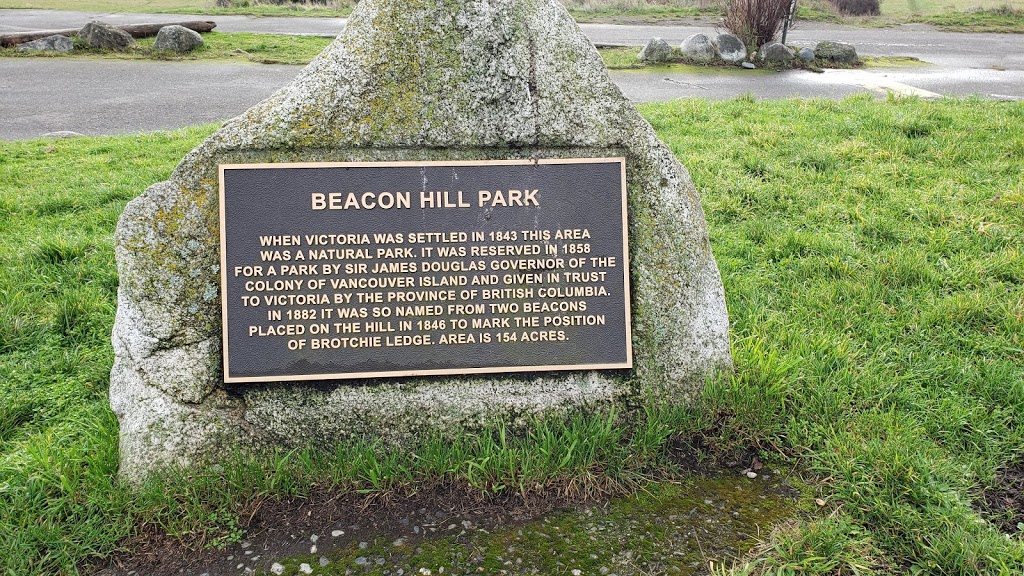 BEACON HILL PARK
WHEN VICTORIA WAS SETTLED IN 1843 THIS AREA
WAS A NATURAL PARK. IT WAS RESERVED IN 1858
FOR A PARK BY SIR JAMES DOUGLAS GOVERNOR OF THE
COLONY OF VANCOUVER ISLAND AND GIVEN IN TRUST
TO VICTORIA BY THE PROVINCE OF BRITISH COLUMBIA.
IN 1882 IT WAS SO NAMED FROM TWO BEACONS
PLACED ON THE HILL IN 1846 TO MARK THE POSITION
OF BROTCHIE LEDGE. AREA IS 154 ACRES.